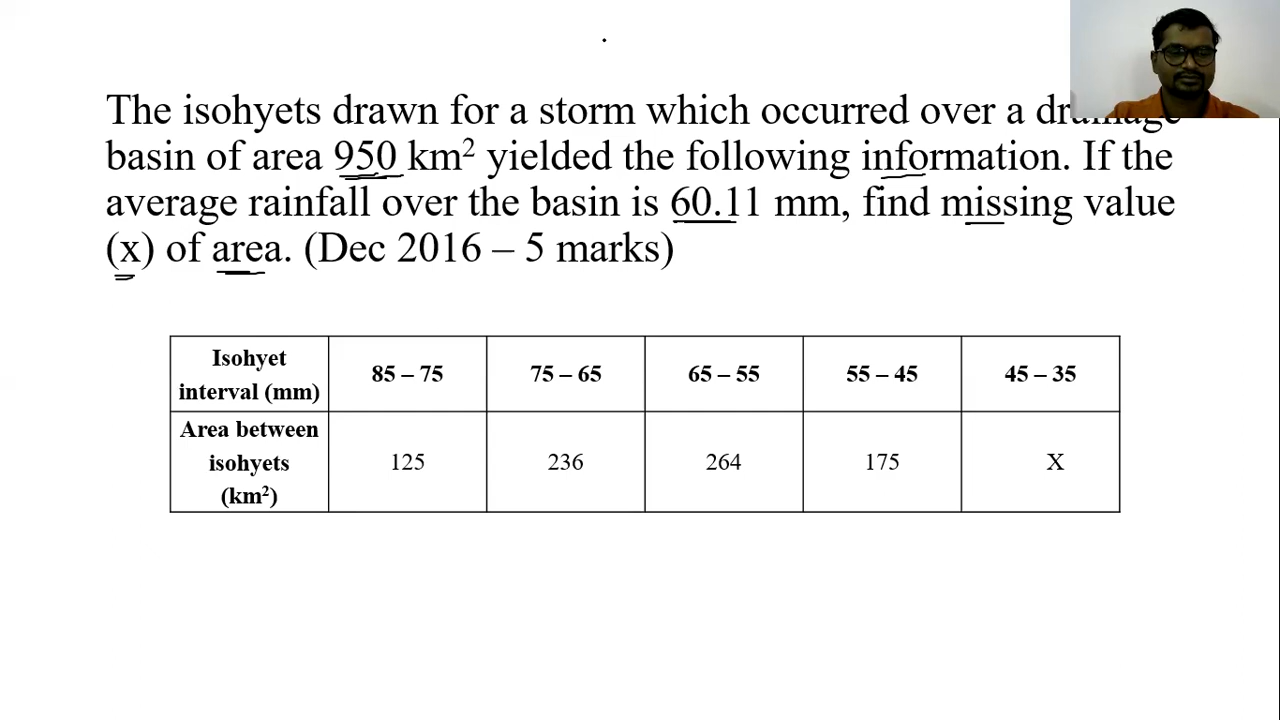 The isohyets drawn for a storm which occurred over a drainage
basin of area 950 km² yielded the following information. If the
average rainfall over the basin is 60.11 mm, find missing value
(x) of area. (Dec 2016 – 5 marks)
Isohyet interval (mm) 85 – 75 75 – 65 65 – 55 55 – 45 45 – 35
Area between isohyets (km²) 125 236 264 175 X